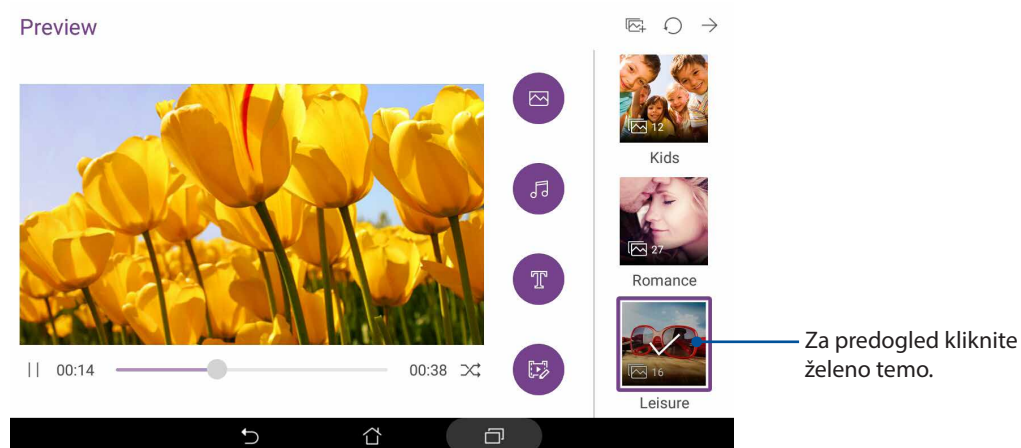 Preview
12
Kids
27
Romance
16
Leisure
00:14
00:38
T
Za predogled kliknite
želeno temo.